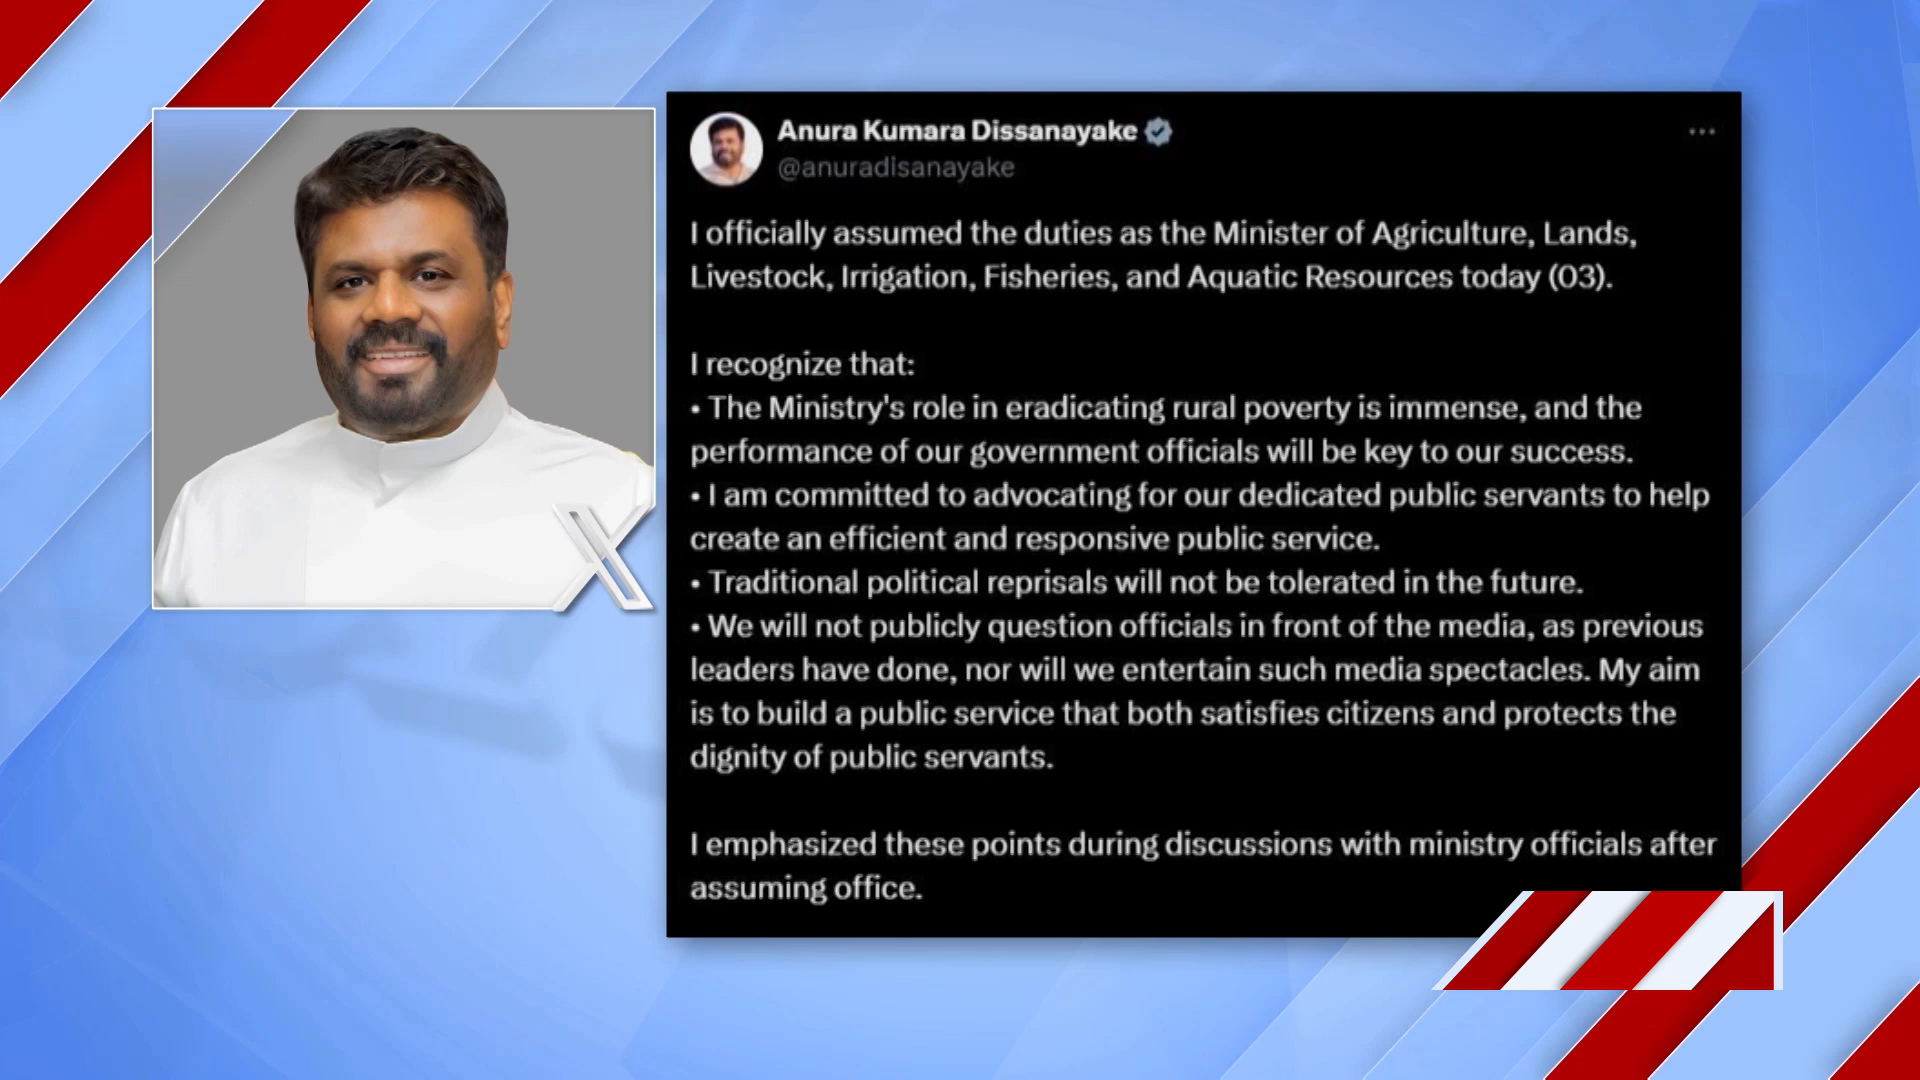 Anura Kumara Dissanayake
@anuradisanayake
I officially assumed the duties as the Minister of Agriculture, Lands,
Livestock, Irrigation, Fisheries, and Aquatic Resources today (03).
I recognize that:
• The Ministry's role in eradicating rural poverty is immense, and the
performance of our government officials will be key to our success.
• I am committed to advocating for our dedicated public servants to help
create an efficient and responsive public service.
• Traditional political reprisals will not be tolerated in the future.
• We will not publicly question officials in front of the media, as previous
leaders have done, nor will we entertain such media spectacles. My aim
is to build a public service that both satisfies citizens and protects the
dignity of public servants.
I emphasized these points during discussions with ministry officials after
assuming office.